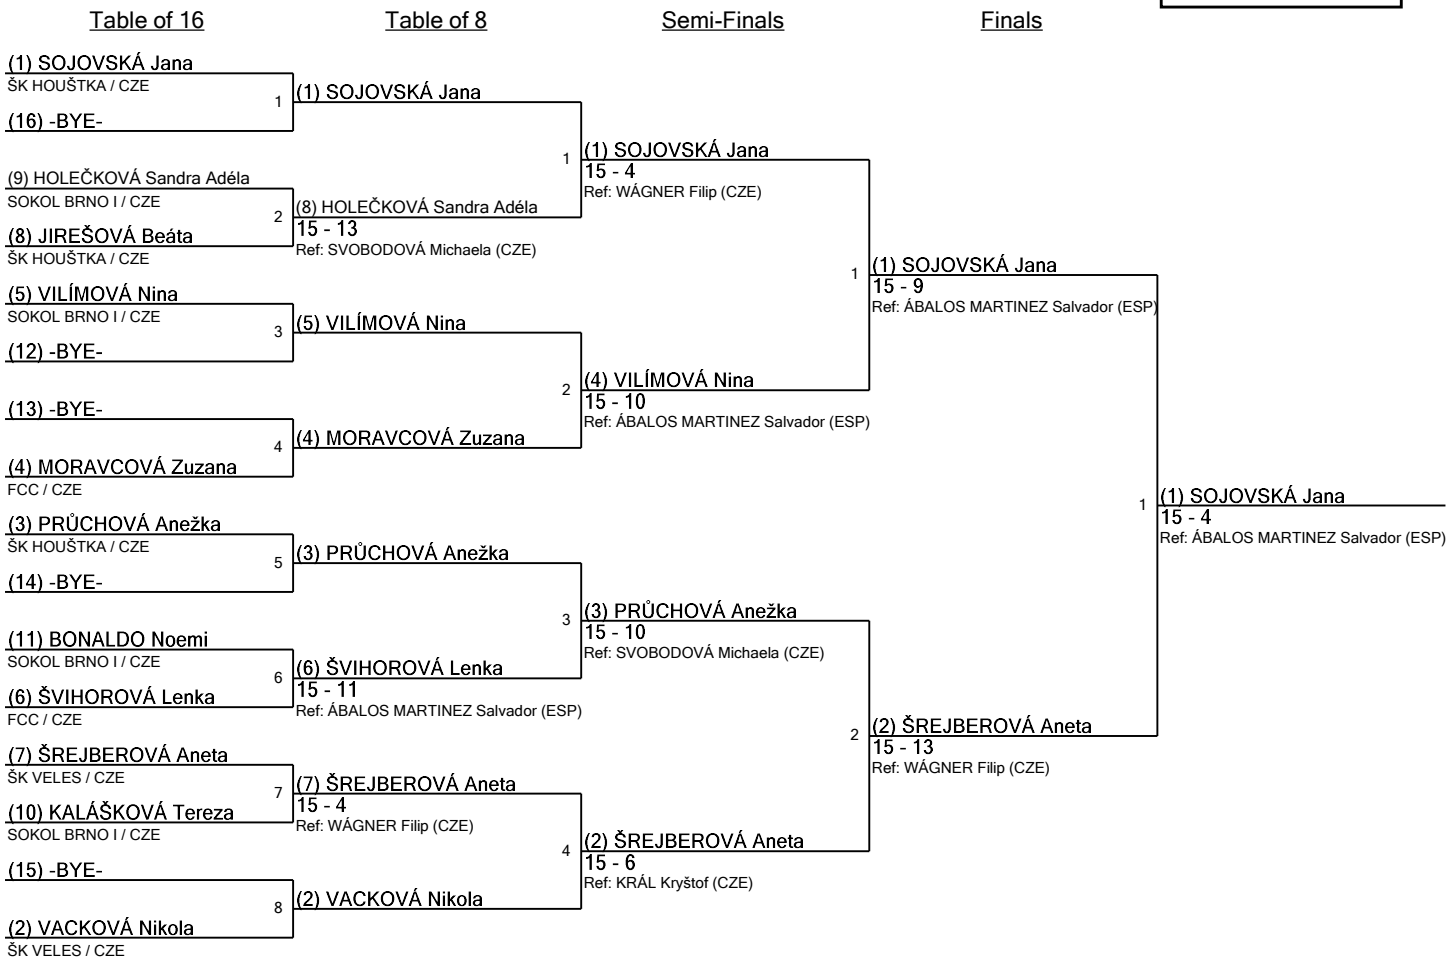 Table of 16
Table of 8
Semi-Finals
Finals
(1) SOJOVSKÁ Jana
ŠK HOUŠTKA / CZE
1
(16) -BYE-
(9) HOLEČKOVÁ Sandra Adéla
SOKOL BRNO I / CZE
2
(8) JIREŠOVÁ Beáta
ŠK HOUŠTKA / CZE
(5) VILÍMOVÁ Nina
SOKOL BRNO I / CZE
3
(12) -BYE-
(13) -BYE-
4
(4) MORAVCOVÁ Zuzana
FCC / CZE
(3) PRŮCHOVÁ Anežka
ŠK HOUŠTKA / CZE
5
(14) -BYE-
(11) BONALDO Noemi
SOKOL BRNO I / CZE
6
(6) ŠVIHOROVÁ Lenka
FCC / CZE
(7) ŠREJBEROVÁ Aneta
ŠK VELES / CZE
7
(10) KALÁŠKOVÁ Tereza
SOKOL BRNO I / CZE
(15) -BYE-
8
(2) VACKOVÁ Nikola
ŠK VELES / CZE
(1) SOJOVSKÁ Jana
1
(8) HOLEČKOVÁ Sandra Adéla
15 - 13
Ref: SVOBODOVÁ Michaela (CZE)
(5) VILÍMOVÁ Nina
2
(4) MORAVCOVÁ Zuzana
(3) PRŮCHOVÁ Anežka
3
(6) ŠVIHOROVÁ Lenka
15 - 11
Ref: ÁBALOS MARTINEZ Salvador (ESP)
(7) ŠREJBEROVÁ Aneta
15 - 4
Ref: WÁGNER Filip (CZE)
4
(2) VACKOVÁ Nikola
(1) SOJOVSKÁ Jana
15 - 4
Ref: WÁGNER Filip (CZE)
1
(4) VILÍMOVÁ Nina
15 - 10
Ref: ÁBALOS MARTINEZ Salvador (ESP)
(3) PRŮCHOVÁ Anežka
15 - 10
Ref: SVOBODOVÁ Michaela (CZE)
2
(2) ŠREJBEROVÁ Aneta
15 - 6
Ref: KRÁL Kryštof (CZE)
(1) SOJOVSKÁ Jana
15 - 9
Ref: ÁBALOS MARTINEZ Salvador (ESP)
1
(2) ŠREJBEROVÁ Aneta
15 - 13
Ref: WÁGNER Filip (CZE)
(1) SOJOVSKÁ Jana
15 - 4
Ref: ÁBALOS MARTINEZ Salvador (ESP)